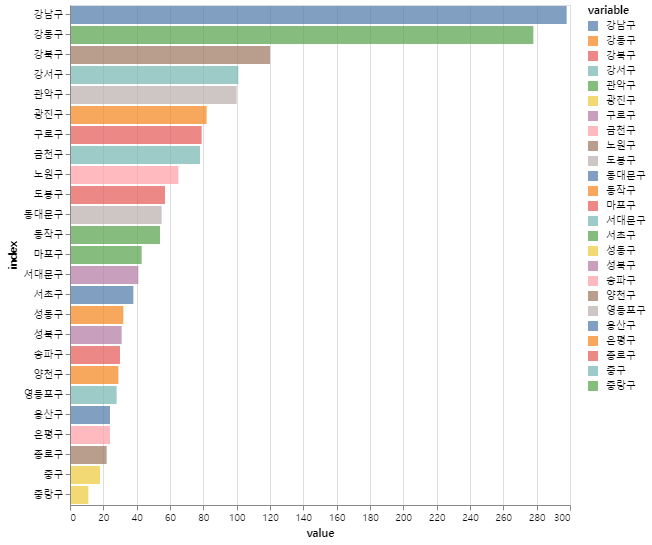 강남구
강동구
강북구
강서구
관악구
광진구
구로구
금천구
노원구
도봉구
동대문구
동작구
마포구
서대문구
서초구
성동구
성북구
송파구
양천구
영등포구
용산구
은평구
종로구
중구
중랑구
index
0 20 40 60 80 100 120 140 160 180 200 220 240 260 280 300
value
variable
강남구
강동구
강북구
강서구
관악구
광진구
구로구
금천구
노원구
도봉구
동대문구
동작구
마포구
서대문구
서초구
성동구
성북구
송파구
양천구
영등포구
용산구
은평구
종로구
중구
중랑구